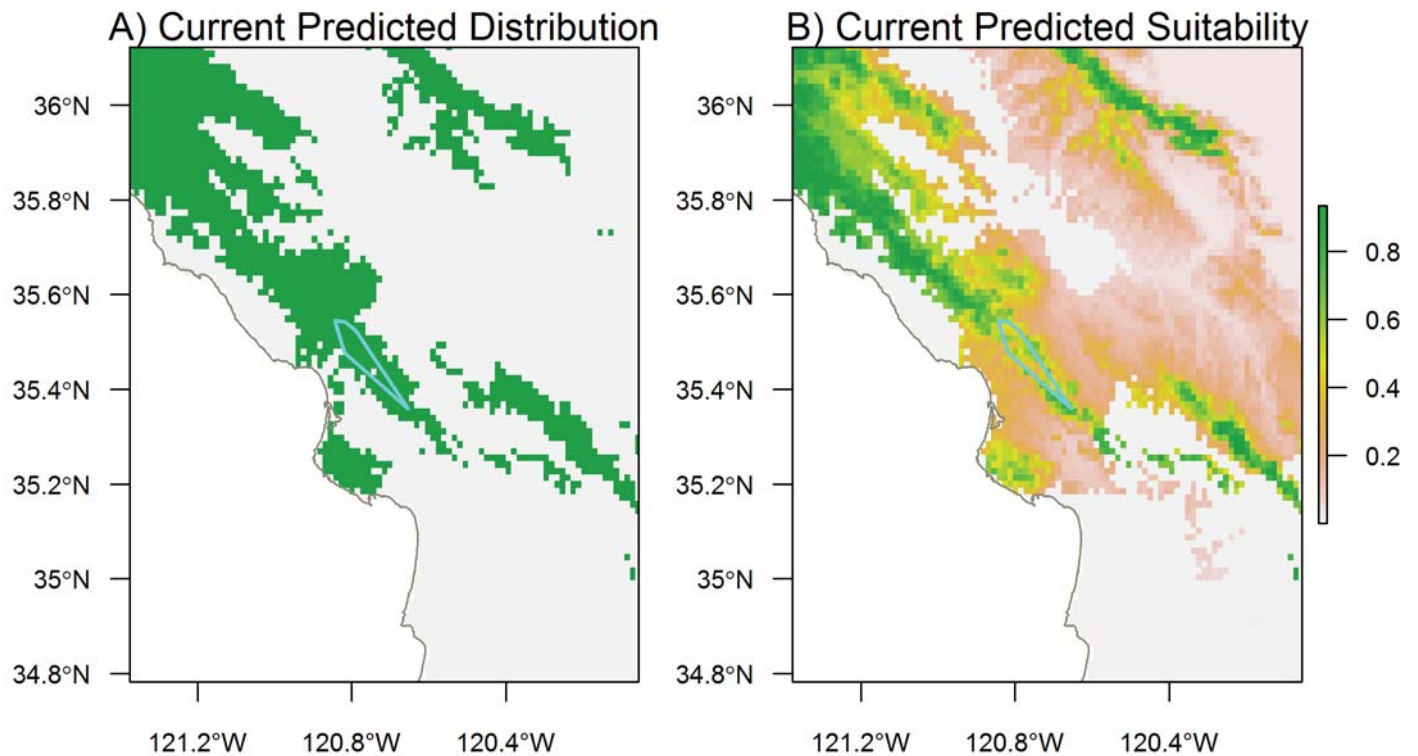 A) Current Predicted Distribution
B) Current Predicted Suitability
36°N
35.8°N
35.6°N
35.4°N
35.2°N
35°N
34.8°N
121.2°W
120.8°W
120.4°W
36°N
35.8°N
35.6°N
35.4°N
35.2°N
35°N
34.8°N
121.2°W
120.8°W
120.4°W
0.8
0.6
0.4
0.2